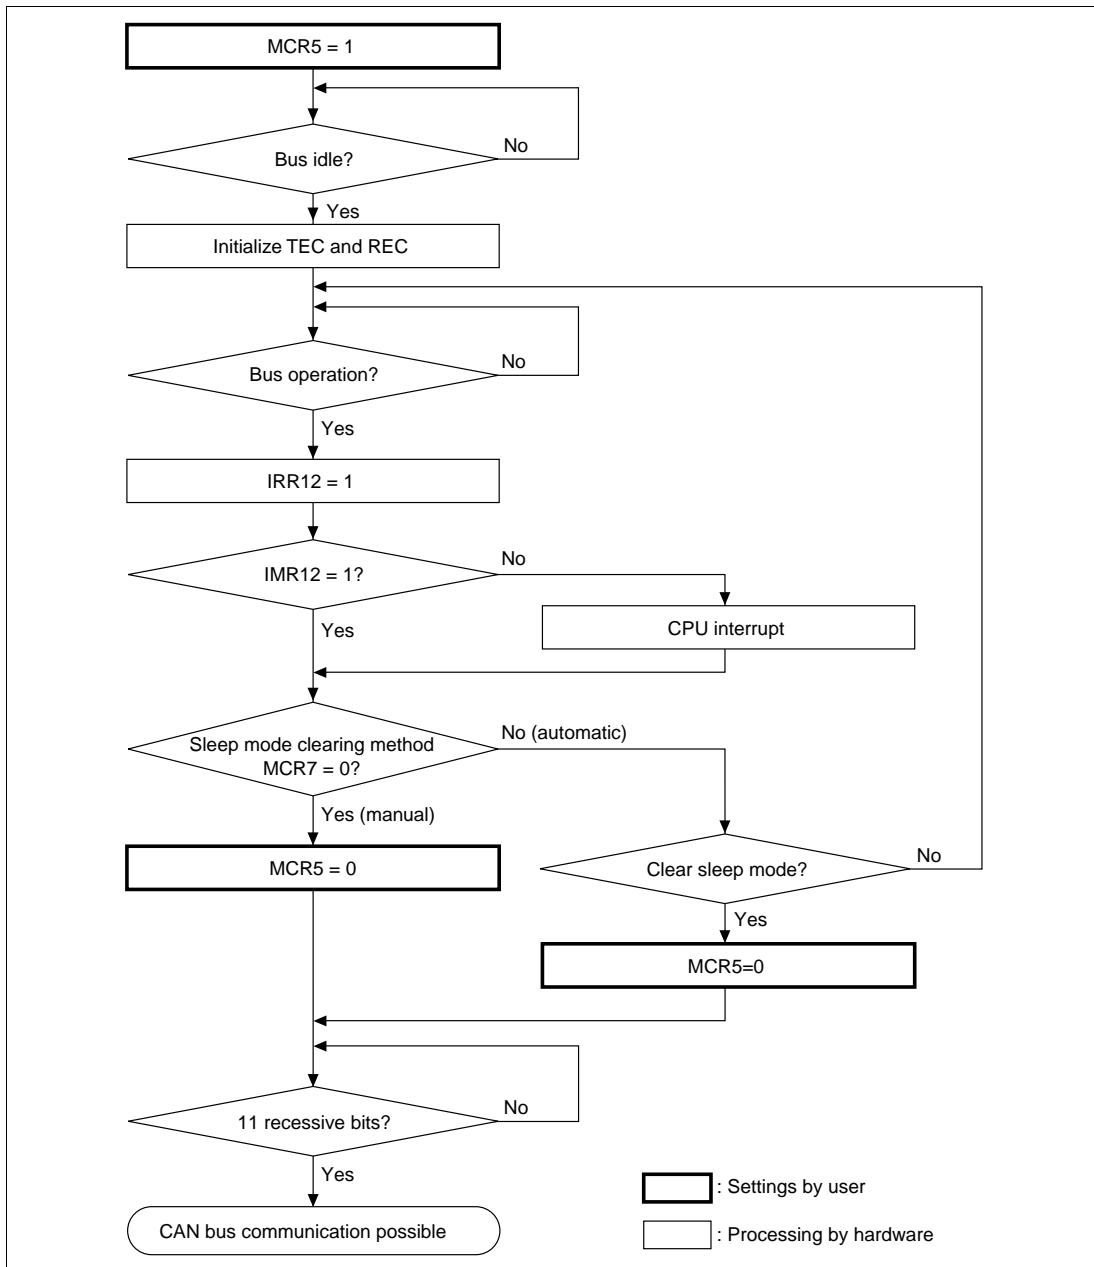 MCR5 = 1
Bus idle?
No
Yes
Initialize TEC and REC
Bus operation?
No
Yes
IRR12 = 1
IMR12 = 1?
No
Yes
CPU interrupt
Sleep mode clearing method
MCR7 = 0?
No (automatic)
Yes (manual)
MCR5 = 0
Clear sleep mode?
No
Yes
MCR5=0
11 recessive bits?
No
Yes
CAN bus communication possible
: Settings by user
: Processing by hardware